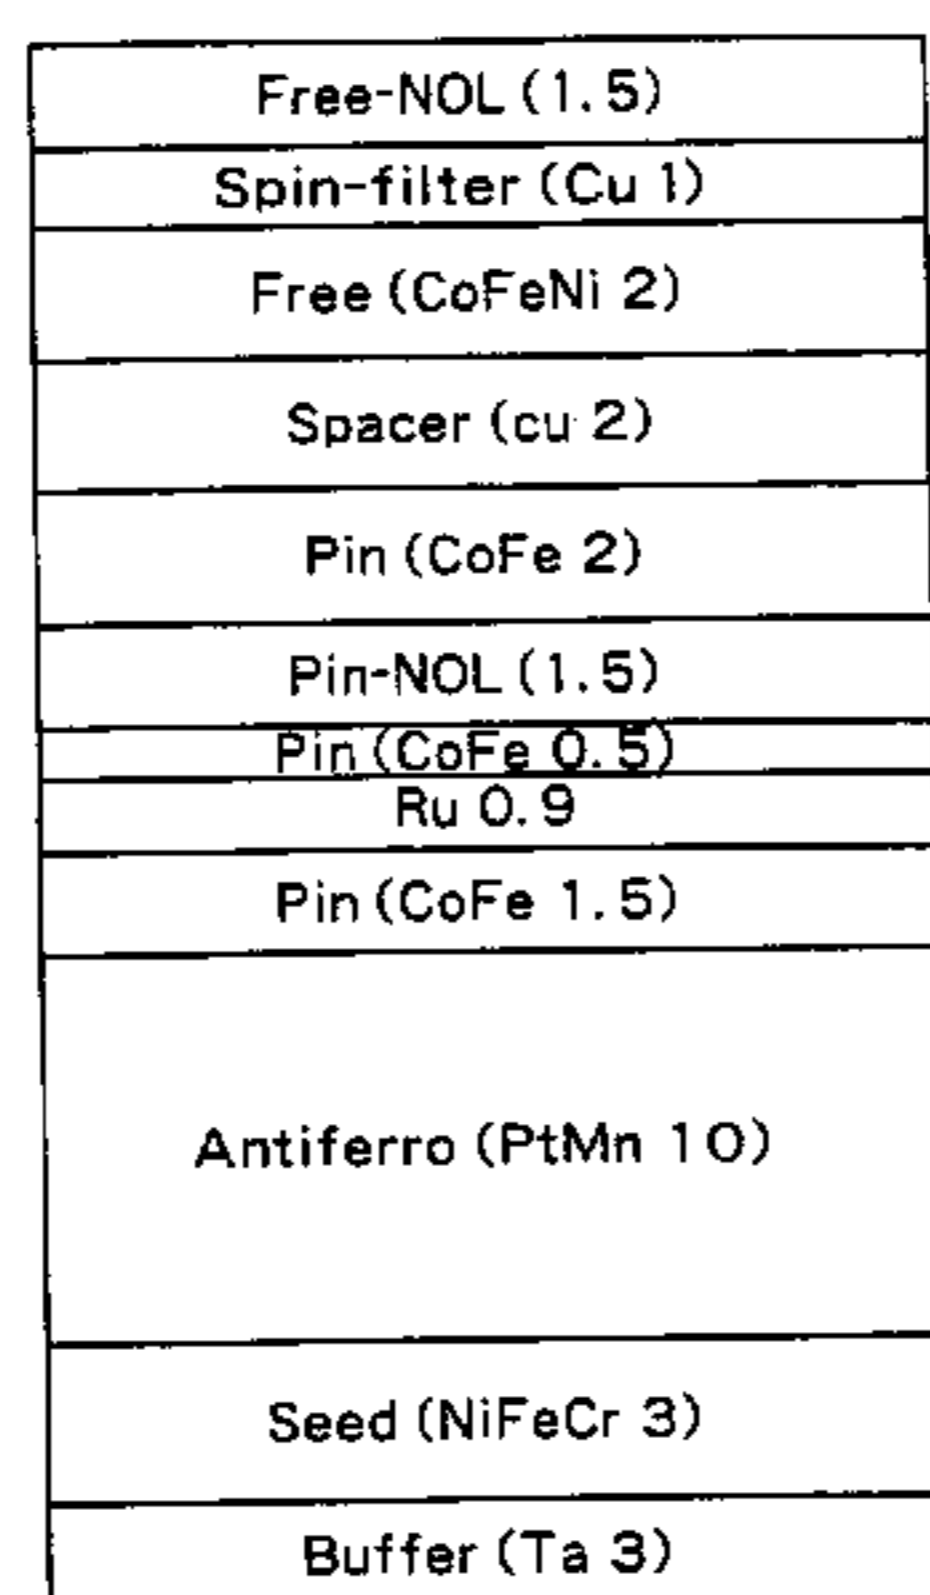 Free-NOL (1.5)
Spin-filter (Cu 1)
Free (CoFeNi 2)
Spacer (cu 2)
Pin (CoFe 2)
Pin-NOL (1.5)
Pin (CoFe 0.5)
Ru 0.9
Pin (CoFe 1.5)
Antiferro (PtMn 10)
Seed (NiFeCr 3)
Buffer (Ta 3)